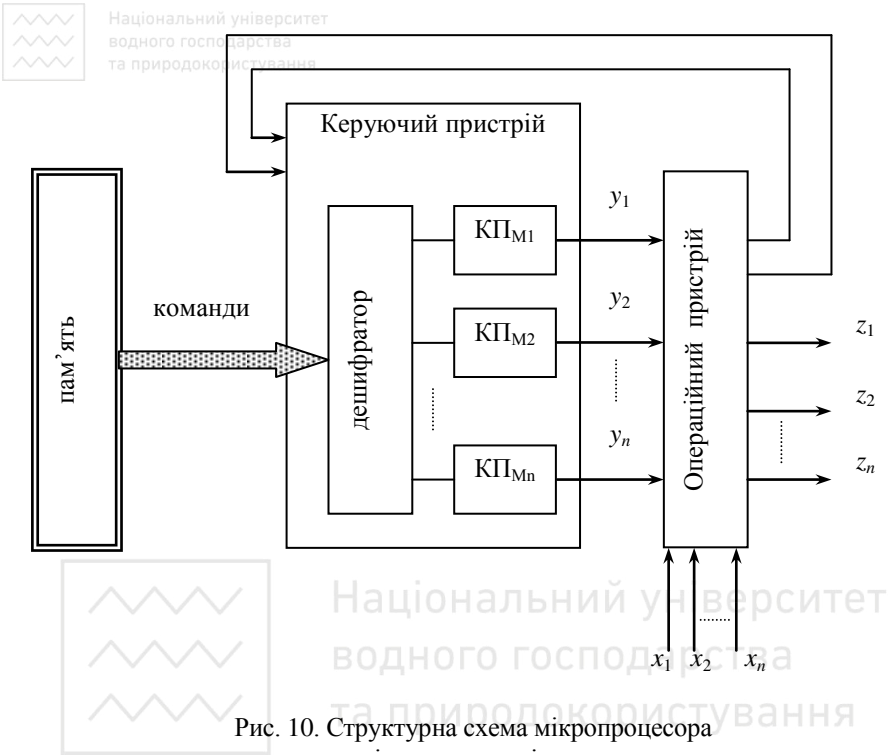 Національний університет
водного господарства
та природокористування
Керуючий пристрій
пам’ять
команди
дешифратор
КПМ1
КПМ2
КПМn
y1
y2
yn
Операційний пристрій
z1
z2
zn
x1 x2 xn
Національний університет
водного господарства
та природокористування
Рис. 10. Структурна схема мікропроцесора